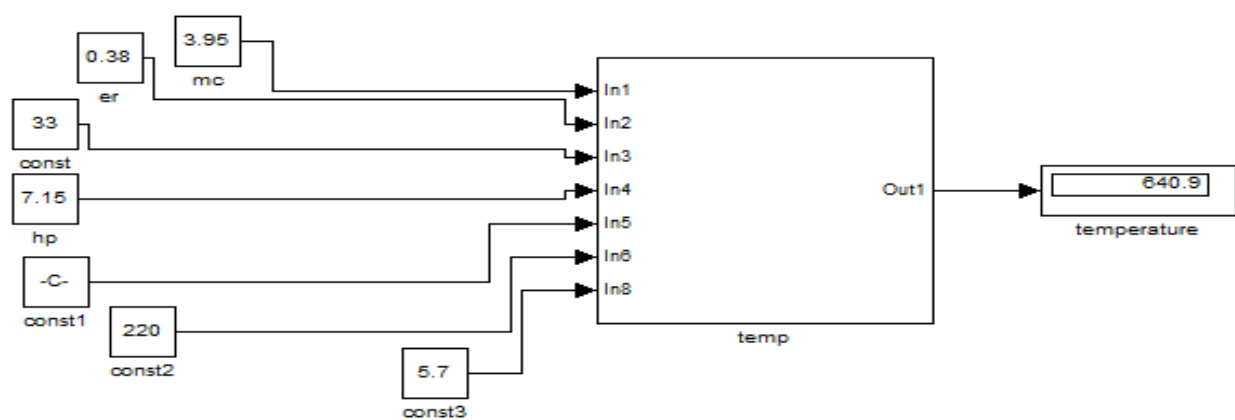 3.95
mc
0.38
er
33
const
7.15
hp
-C-
const1
220
const2
5.7
const3
In1
In2
In3
In4
In5
In6
In8
Out1
temp
640.9
temperature